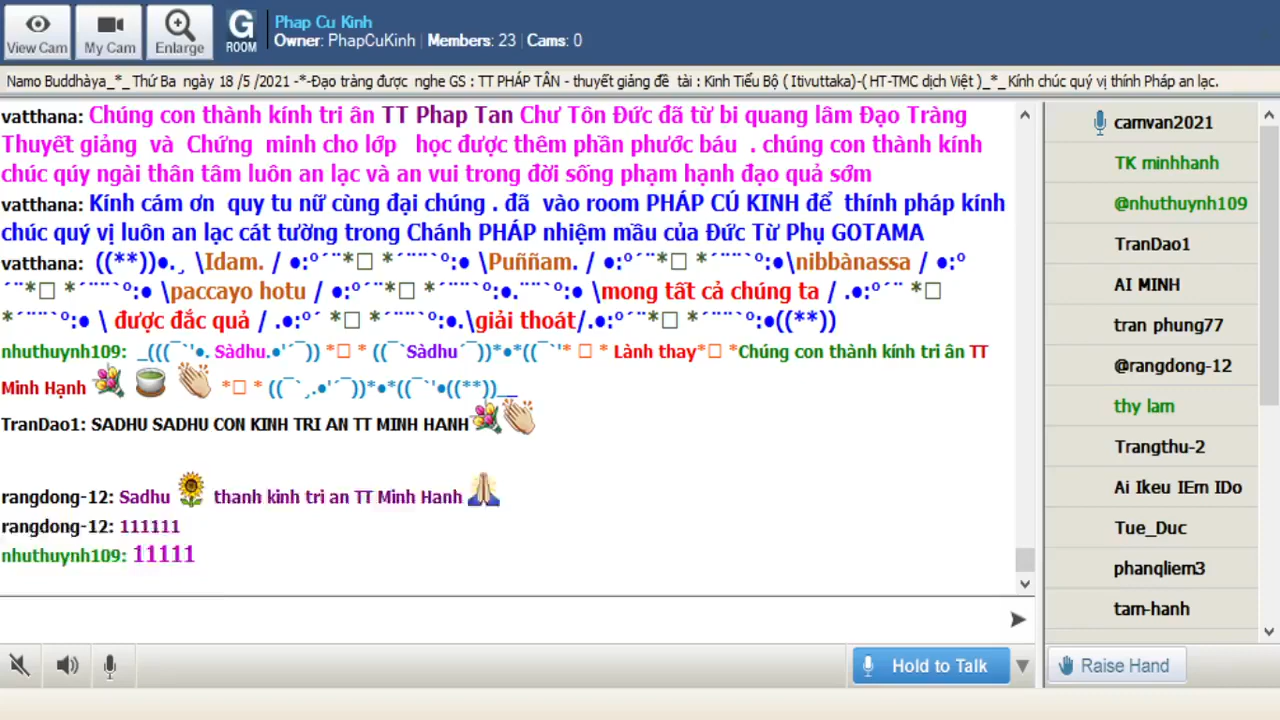 View Cam
My Cam
Enlarge
G
ROOM
Phap Cu Kinh
Owner: PhapCuKinh | Members: 23 | Cams: 0
Namo Buddhàya_*_Thứ Ba ngày 18 /5 /2021 -*-Đạo tràng được nghe GS : TT PHÁP TÂN - thuyết giảng đề tài : Kinh Tiểu Bộ ( Itivuttaka)-( HT-TMC dịch Việt )_*_Kính chúc quý vị thính Pháp an lạc.
vatthana: Chúng con thành kính tri ân TT Phap Tan Chư Tôn Đức đã từ bi quang lâm Đạo Tràng
Thuyết giảng và Chứng minh cho lớp học được thêm phần phước báu . chúng con thành kính
chúc qúy ngài thân tâm luôn an lạc và an vui trong đời sống phạm hạnh đạo quả sớm
vatthana: Kính cám ơn quy tu nữ cùng đại chúng . đã vào room PHÁP CÚ KINH để thính pháp kính
chúc quý vị luôn an lạc cát tường trong Chánh PHÁP nhiệm mầu của Đức Từ Phụ GOTAMA
vatthana: ((**))●.¸ \Idam. / ●:º´¨*□ *´¨¨`º:● \Puññam. / ●:º´¨*□ *´¨¨`º:●\nibbànassa / ●:º
´¨*□ *´¨¨`º:● \paccayo hotu / ●:º´¨*□ *´¨¨`º:●.¨¨`º:● \mong tất cả chúng ta / .●:º´¨ *□
*´¨¨`º:● \ được đắc quả / .●:º´ *□ *´¨¨`º:●.\giải thoát/.●:º´¨*□ *´¨¨`º:●((**))
nhuthuynh109: _(((¯`'●. Sàdhu.●'´¯)) *□ * ((¯`Sàdhu´¯))*●*((¯`'* □ * Lành thay*□ *Chúng con thành kính tri ân TT
Minh Hạnh *□ * ((¯`¸.●'´¯))*●*((¯`'●((**))__
TranDao1: SADHU SADHU CON KINH TRI AN TT MINH HANH
rangdong-12: Sadhu thanh kinh tri an TT Minh Hanh
rangdong-12: 111111
nhuthuynh109: 11111
Hold to Talk
camvan2021
TK minhhanh
@nhuthuynh109
TranDao1
AI MINH
tran phung77
@rangdong-12
thy lam
Trangthu-2
Ai Ikeu IEm IDo
Tue_Duc
phanqliem3
tam-hanh
Raise Hand